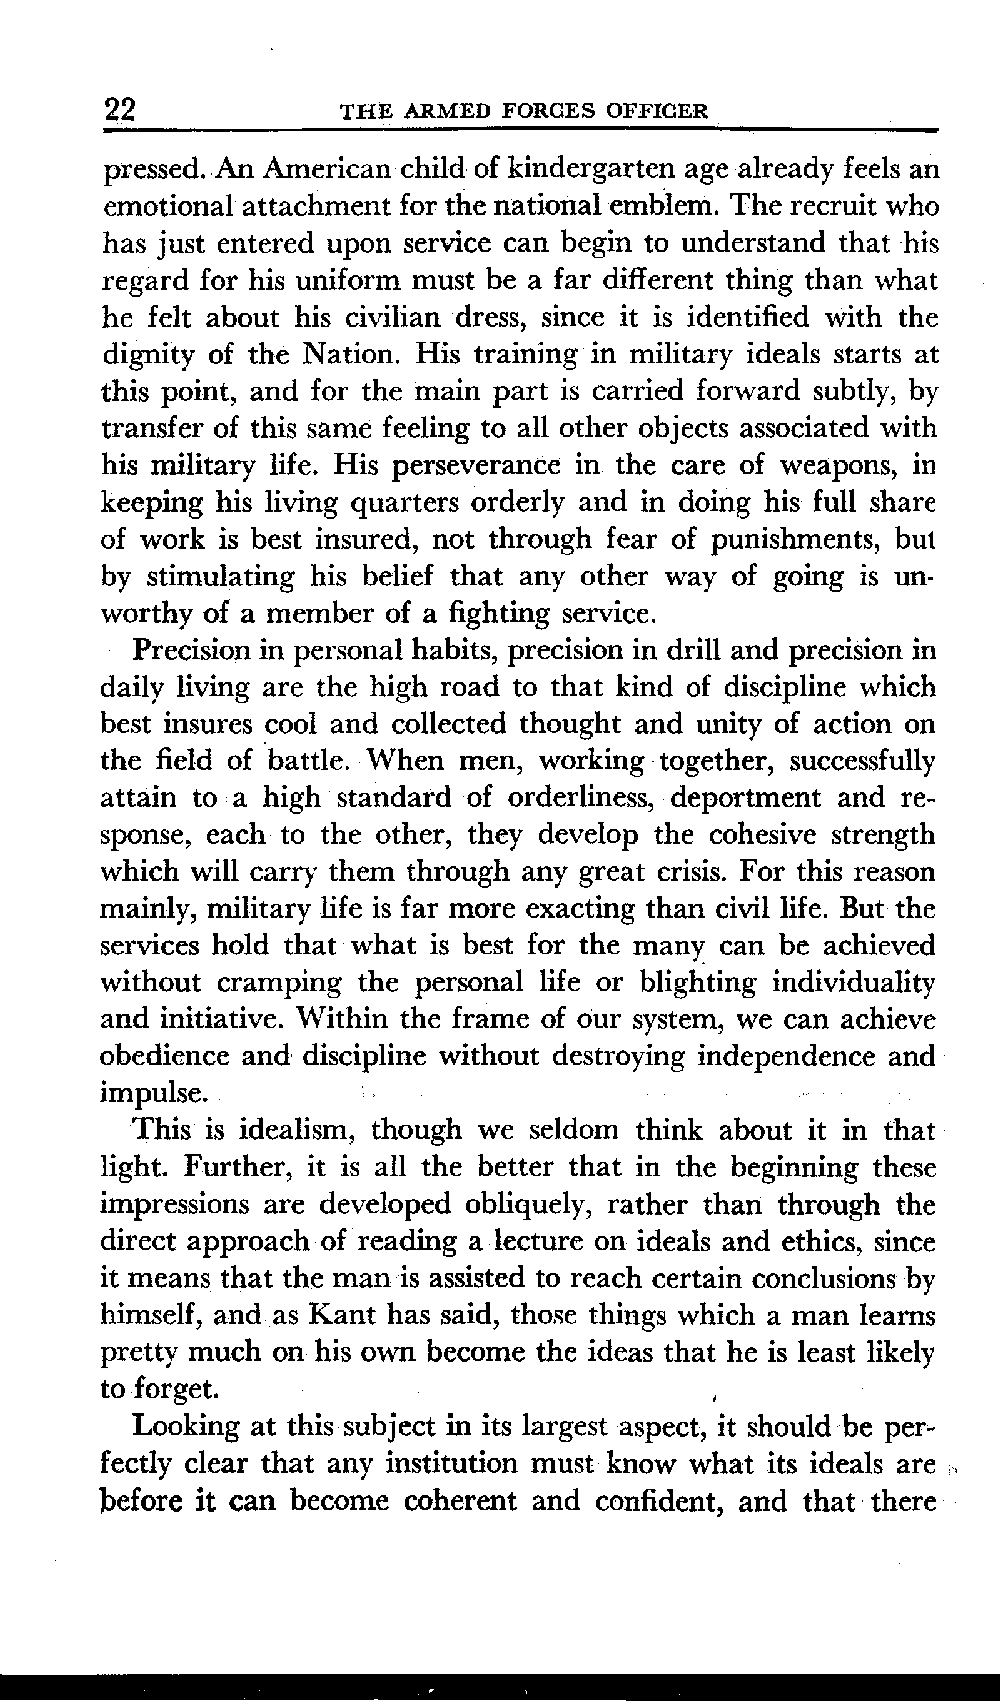 22 THE ARMED FORCES OFFICER
pressed. An American child of kindergarten age already feels an
emotional attachment for the national emblem. The recruit who
has just entered upon service can begin to understand that his
regard for his uniform must be a far different thing than what
he felt about his civilian dress, since it is identified with the
dignity of the Nation. His training in military ideals starts at
this point, and for the main part is carried forward subtly, by
transfer of this same feeling to all other objects associated with
his military life. His perseverance in the care of weapons, in
keeping his living quarters orderly and in doing his full share
of work is best insured, not through fear of punishments, but
by stimulating his belief that any other way of going is un-
worthy of a member of a fighting service.
Precision in personal habits, precision in drill and precision in
daily living are the high road to that kind of discipline which
best insures cool and collected thought and unity of action on
the field of battle. When men, working together, successfully
attain to a high standard of orderliness, deportment and re-
sponse, each to the other, they develop the cohesive strength
which will carry them through any great crisis. For this reason
mainly, military life is far more exacting than civil life. But the
services hold that what is best for the many can be achieved
without cramping the personal life or blighting individuality
and initiative. Within the frame of our system, we can achieve
obedience and discipline without destroying independence and
impulse.
This is idealism, though we seldom think about it in that
light. Further, it is all the better that in the beginning these
impressions are developed obliquely, rather than through the
direct approach of reading a lecture on ideals and ethics, since
it means that the man is assisted to reach certain conclusions by
himself, and as Kant has said, those things which a man learns
pretty much on his own become the ideas that he is least likely
to forget.
Looking at this subject in its largest aspect, it should be per-
fectly clear that any institution must know what its ideals are
before it can become coherent and confident, and that there